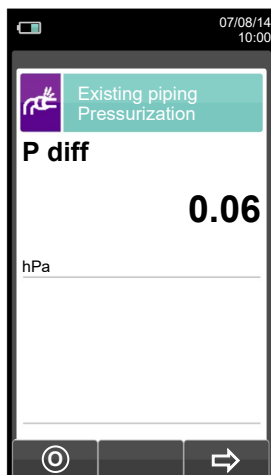 07/08/14
10:00
Existing piping
Pressurization
P diff
0.06
hPa